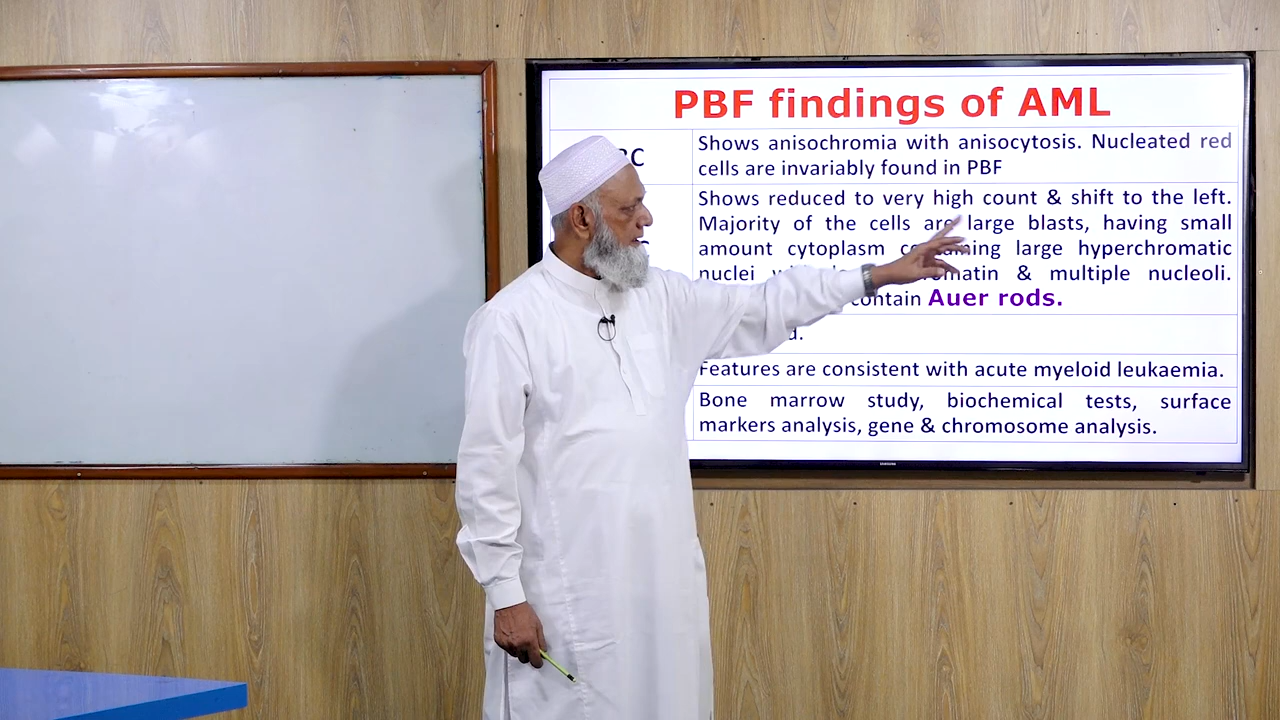 PBF findings of AML
Shows anisochromia with anisocytosis. Nucleated red
cells are invariably found in PBF
Shows reduced to very high count & shift to the left.
Majority of the cells are large blasts, having small
amount cytoplasm large hyperchromatic
nuclei & multiple nucleoli.
contain Auer rods.
Features are consistent with acute myeloid leukaemia.
Bone marrow study, biochemical tests, surface
markers analysis, gene & chromosome analysis.
SAMSUNG